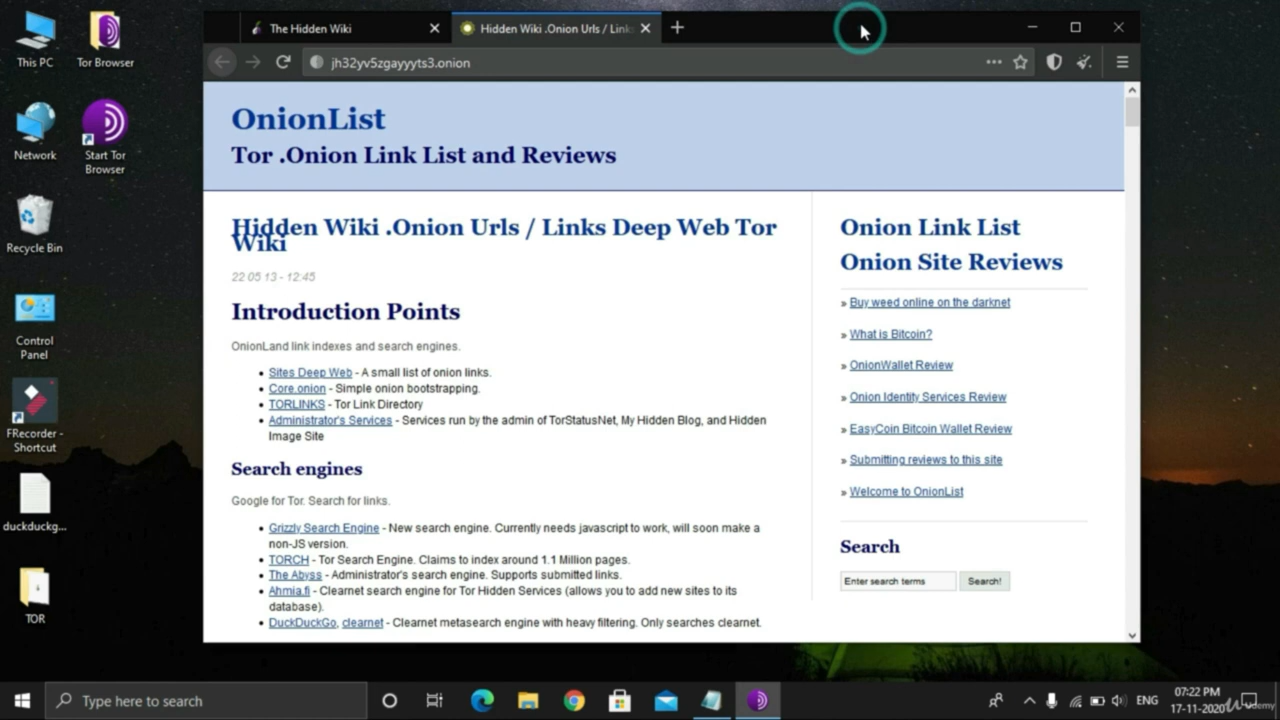 This PC
Tor Browser
Network
Start Tor
Browser
Recycle Bin
Control
Panel
FRecorder -
Shortcut
duckduckg...
TOR
The Hidden Wiki
Hidden Wiki .Onion Urls / Links
jh32yv5zgayyyts3.onion
OnionList
Tor .Onion Link List and Reviews
Hidden Wiki .Onion Urls / Links Deep Web Tor
Wiki
22 05 13 - 12:45
Introduction Points
OnionLand link indexes and search engines.
Sites Deep Web - A small list of onion links.
Core.onion - Simple onion bootstrapping.
TORLINKS - Tor Link Directory
Administrator's Services - Services run by the admin of TorStatusNet, My Hidden Blog, and Hidden
Image Site
Search engines
Google for Tor. Search for links.
Grizzly Search Engine - New search engine. Currently needs javascript to work, will soon make a
non-JS version.
TORCH - Tor Search Engine. Claims to index around 1.1 Million pages.
The Abyss - Administrator's search engine. Supports submitted links.
Ahmia.fi - Clearnet search engine for Tor Hidden Services (allows you to add new sites to its
database).
DuckDuckGo, clearnet - Clearnet metasearch engine with heavy filtering. Only searches clearnet.
Onion Link List
Onion Site Reviews
» Buy weed online on the darknet
» What is Bitcoin?
» OnionWallet Review
» Onion Identity Services Review
» EasyCoin Bitcoin Wallet Review
» Submitting reviews to this site
» Welcome to OnionList
Search
Enter search terms
Search!
Type here to search
ENG
07:22 PM
17-11-2020
Udemy